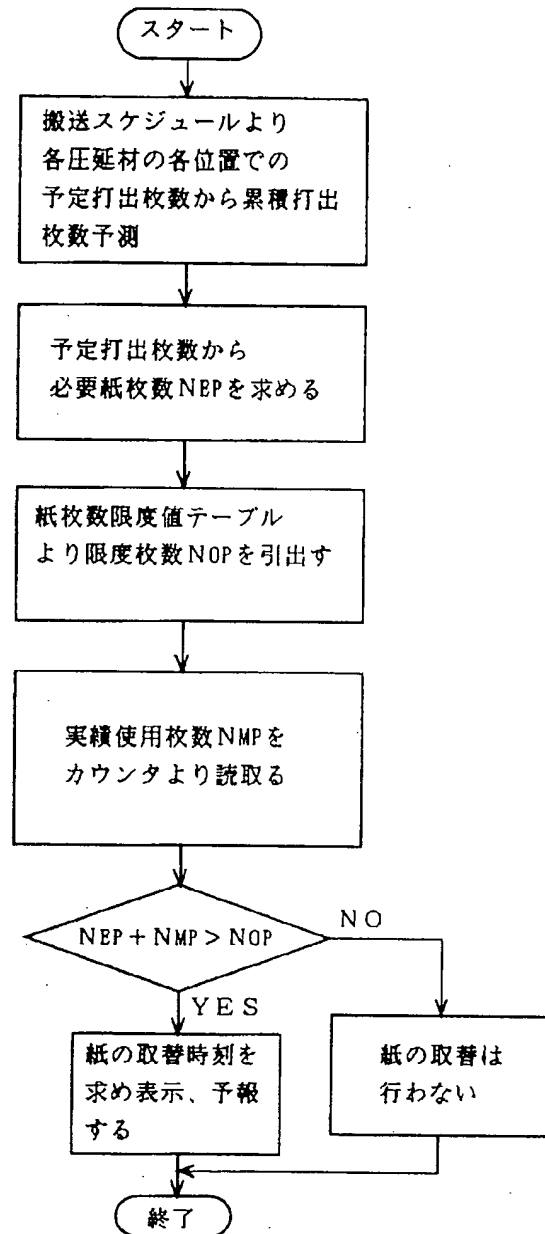 スタート
搬送スケジュールより
各圧延材の各位置での
予定打出枚数から累積打出
枚数予測
予定打出枚数から
必要紙枚数NEPを求める
紙枚数限度値テーブル
より限度枚数NOPを引出す
実績使用枚数NMPを
カウンタより読取る
NEP+NMP>NOP
NO
YES
紙の取替時刻を
求め表示、予報
する
紙の取替は
行わない
終了